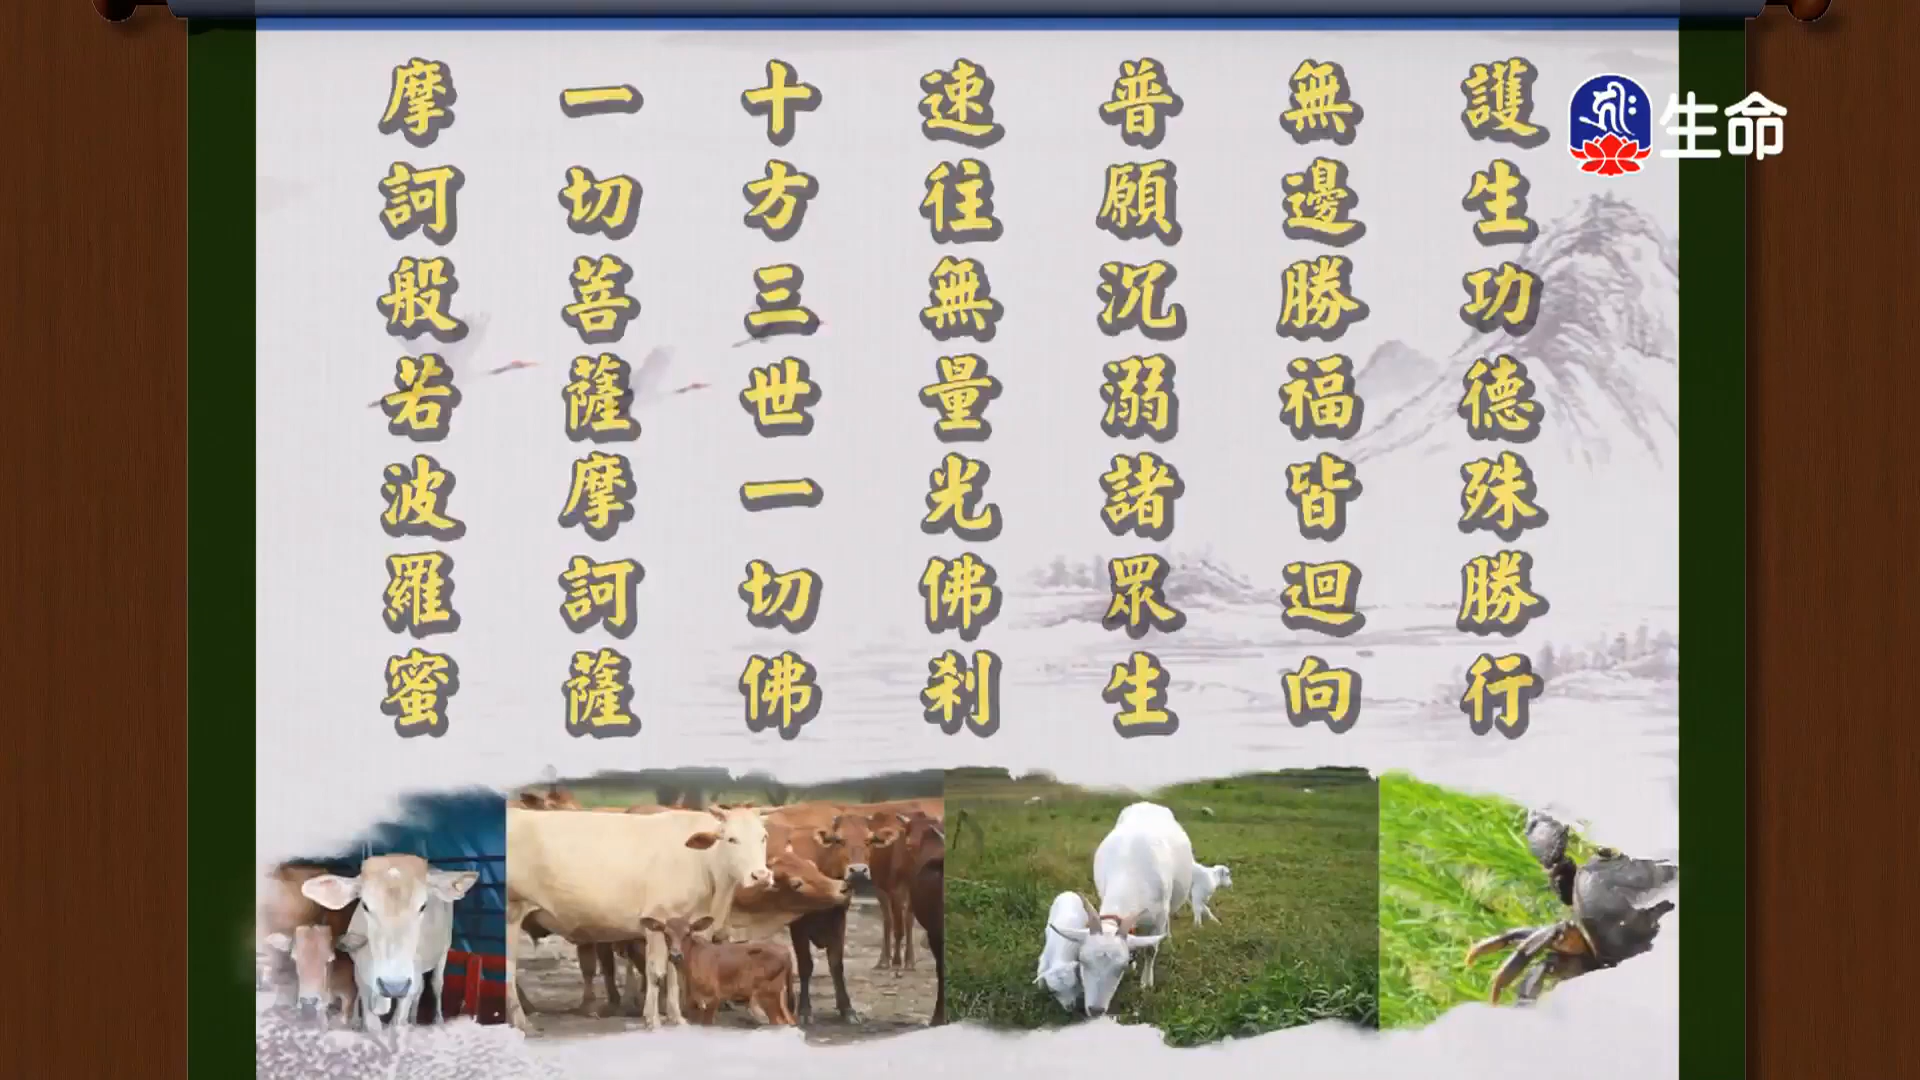 護生功德殊勝行
無邊勝福皆迴向
普願沉溺諸眾生
速往無量光佛剎
十方三世一切佛
一切菩薩摩訶薩
摩訶般若波羅蜜
生命